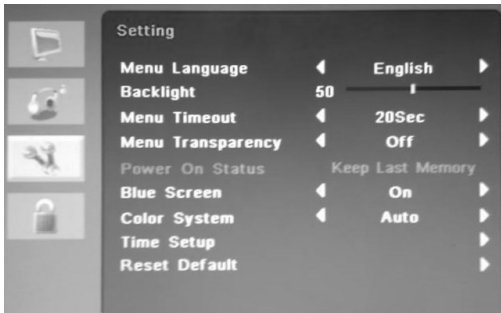 Setting
Menu Language English
Backlight 50
Menu Timeout 20Sec
Menu Transparency Off
Power On Status Keep Last Memory
Blue Screen On
Color System Auto
Time Setup
Reset Default